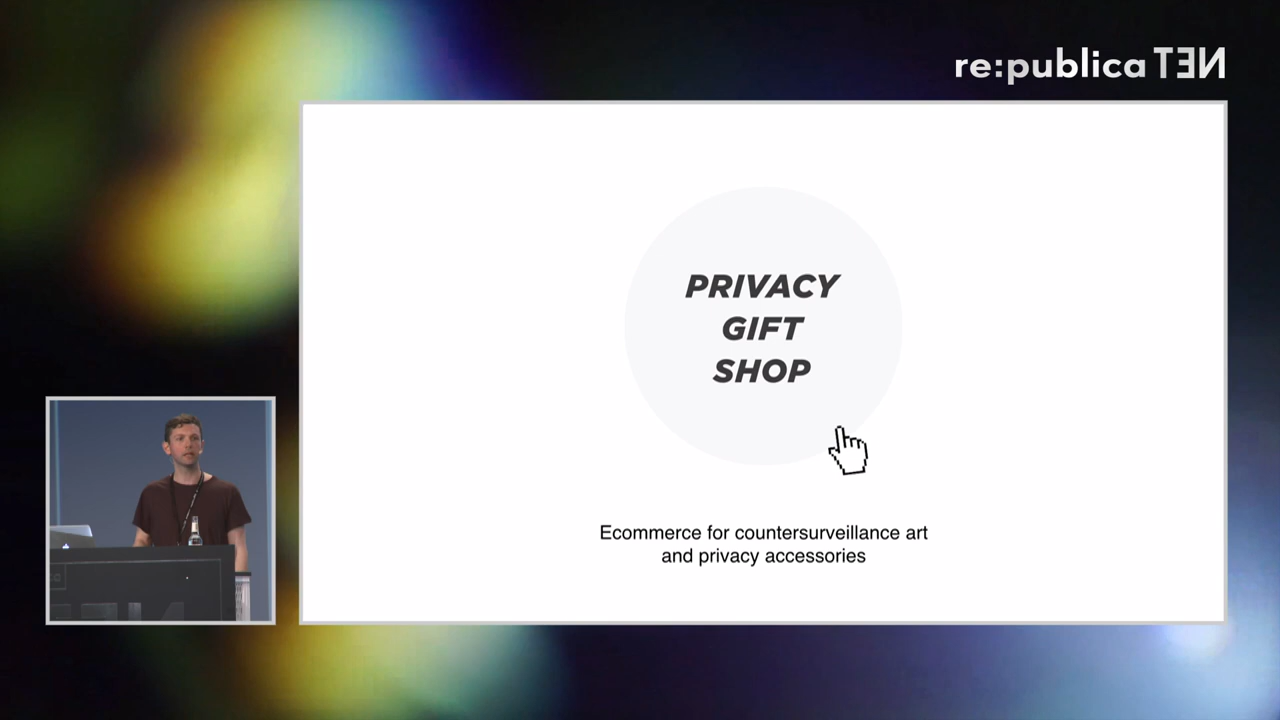 re:publica TEN
PRIVACY
GIFT
SHOP
Ecommerce for countersurveillance art
and privacy accessories